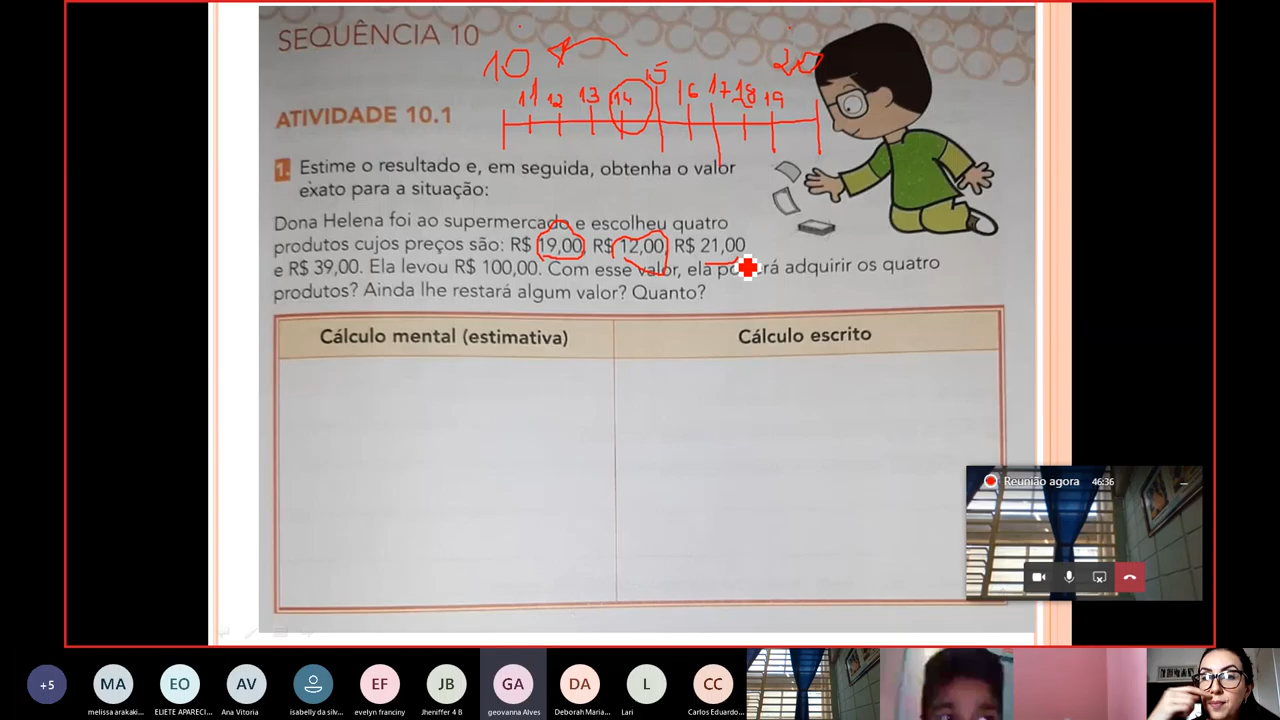 SEQUÊNCIA 10
10 20
11 12 13 14 15 16 17 18 19
ATIVIDADE 10.1
1. Estime o resultado e, em seguida, obtenha o valor
exato para a situação:
Dona Helena foi ao supermercado e escolheu quatro
produtos cujos preços são: R$ 19,00, R$ 12,00 R$ 21,00
e R$ 39,00. Ela levou R$ 100,00. Com esse valor, ela adquirir os quatro
produtos? Ainda lhe restará algum valor? Quanto?
Cálculo mental (estimativa) Cálculo escrito
Reunião agora 46:36
+5 MA EO AV EF JB GA DA L CC
melissa arakaki... ELIETE APARECI... Ana Vitoria isabelly da silv... evelyn franciny Jheniffer 4 B geovanna Alves Deborah Maria... Lari Carlos Eduardo...